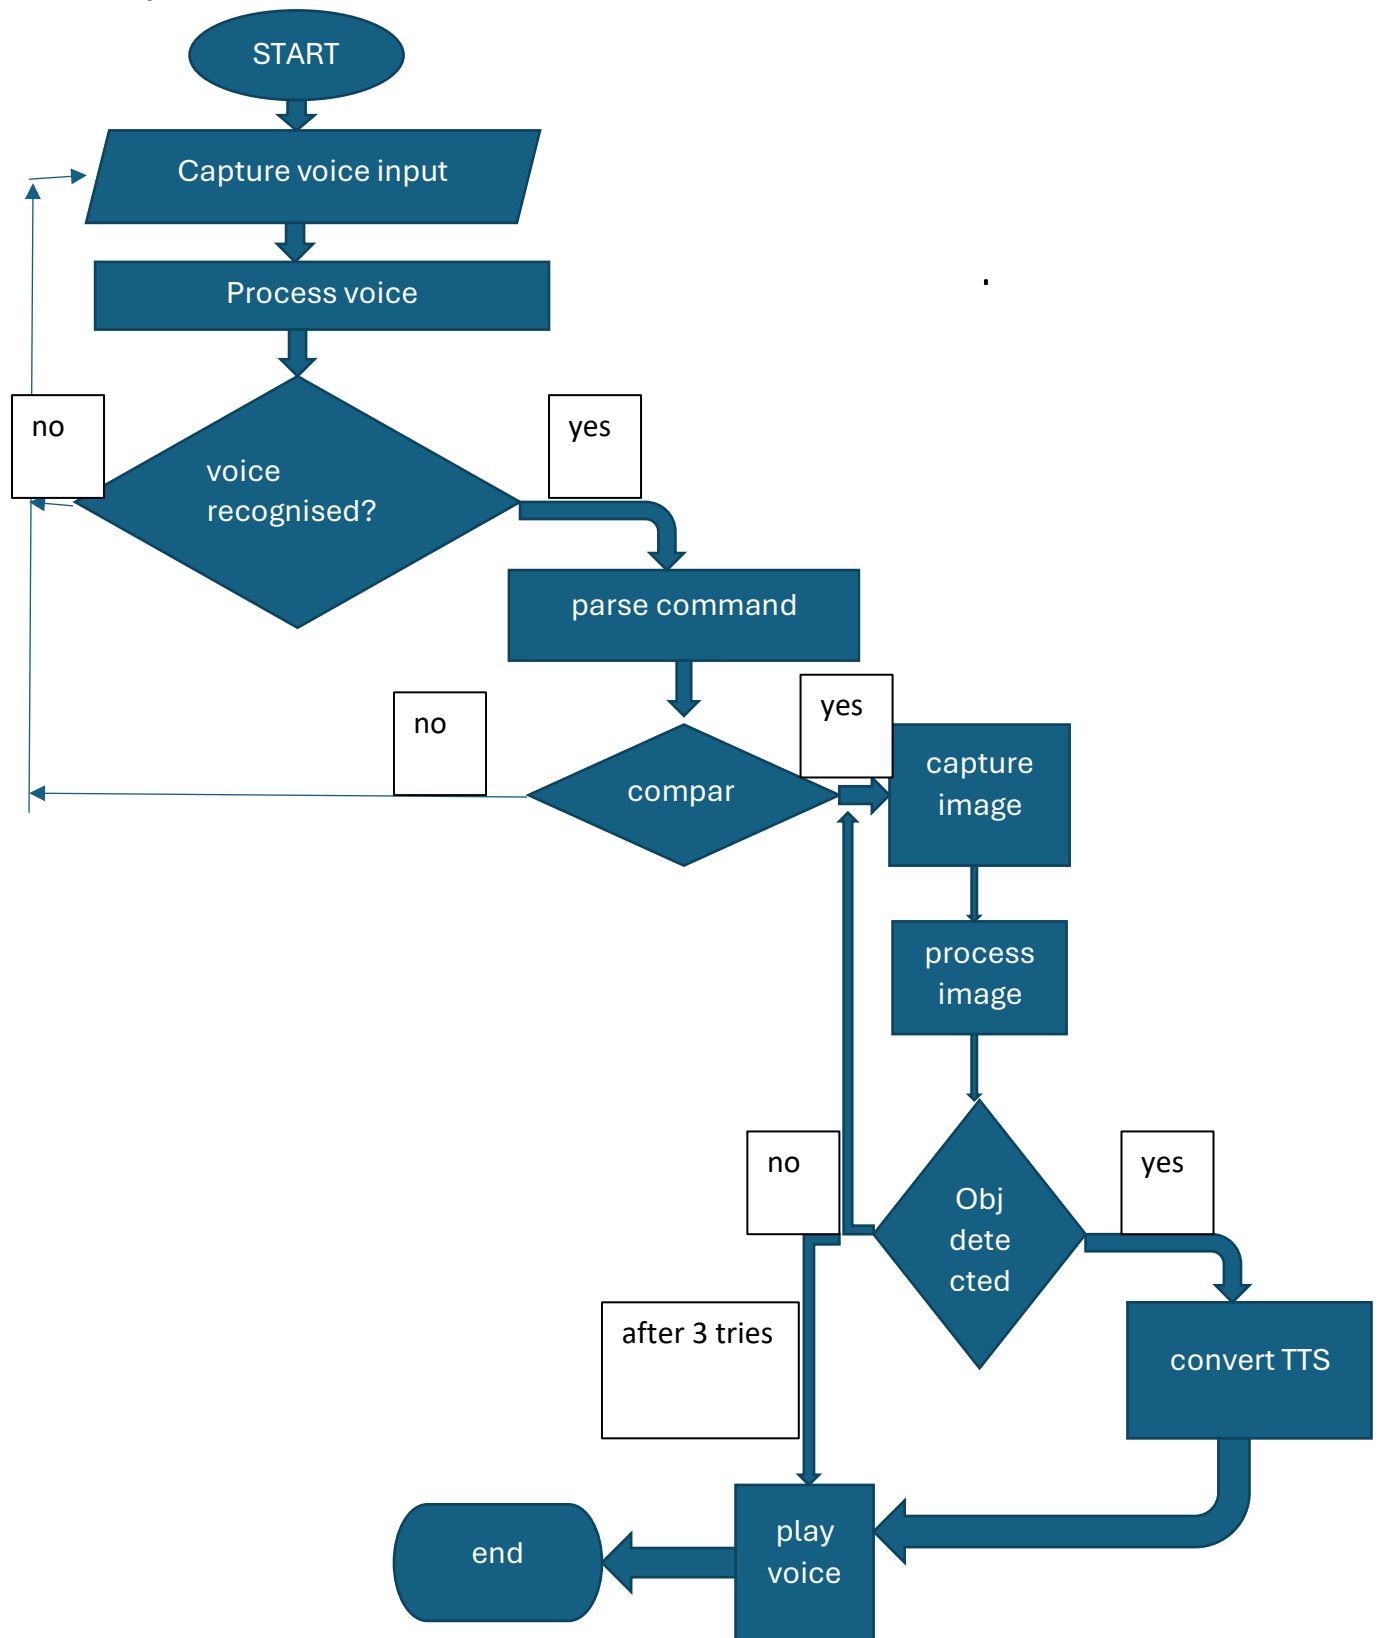 START
Capture voice input
Process voice
no
yes
voice
recognised?
parse command
no
yes
compar
capture
image
process
image
no
yes
Obj
dete
cted
after 3 tries
convert TTS
play
voice
end